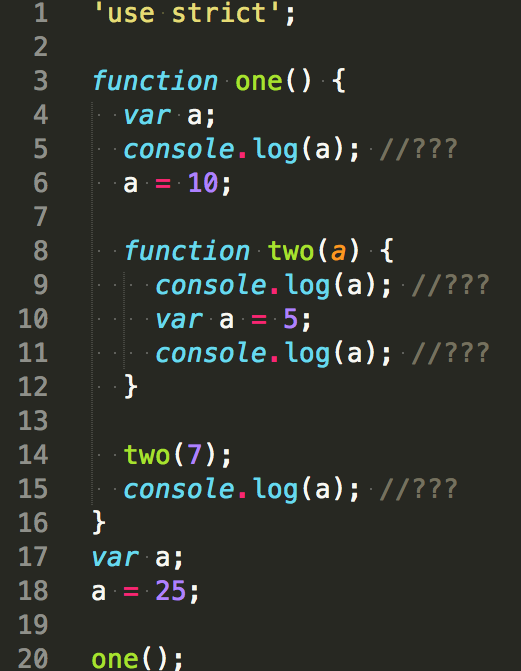 1 'use strict';
2
3 function one() {
4 var a;
5 console.log(a); //???
6 a = 10;
7
8 function two(a) {
9 console.log(a); //???
10 var a = 5;
11 console.log(a); //???
12 }
13
14 two(7);
15 console.log(a); //???
16 }
17 var a;
18 a = 25;
19
20 one();